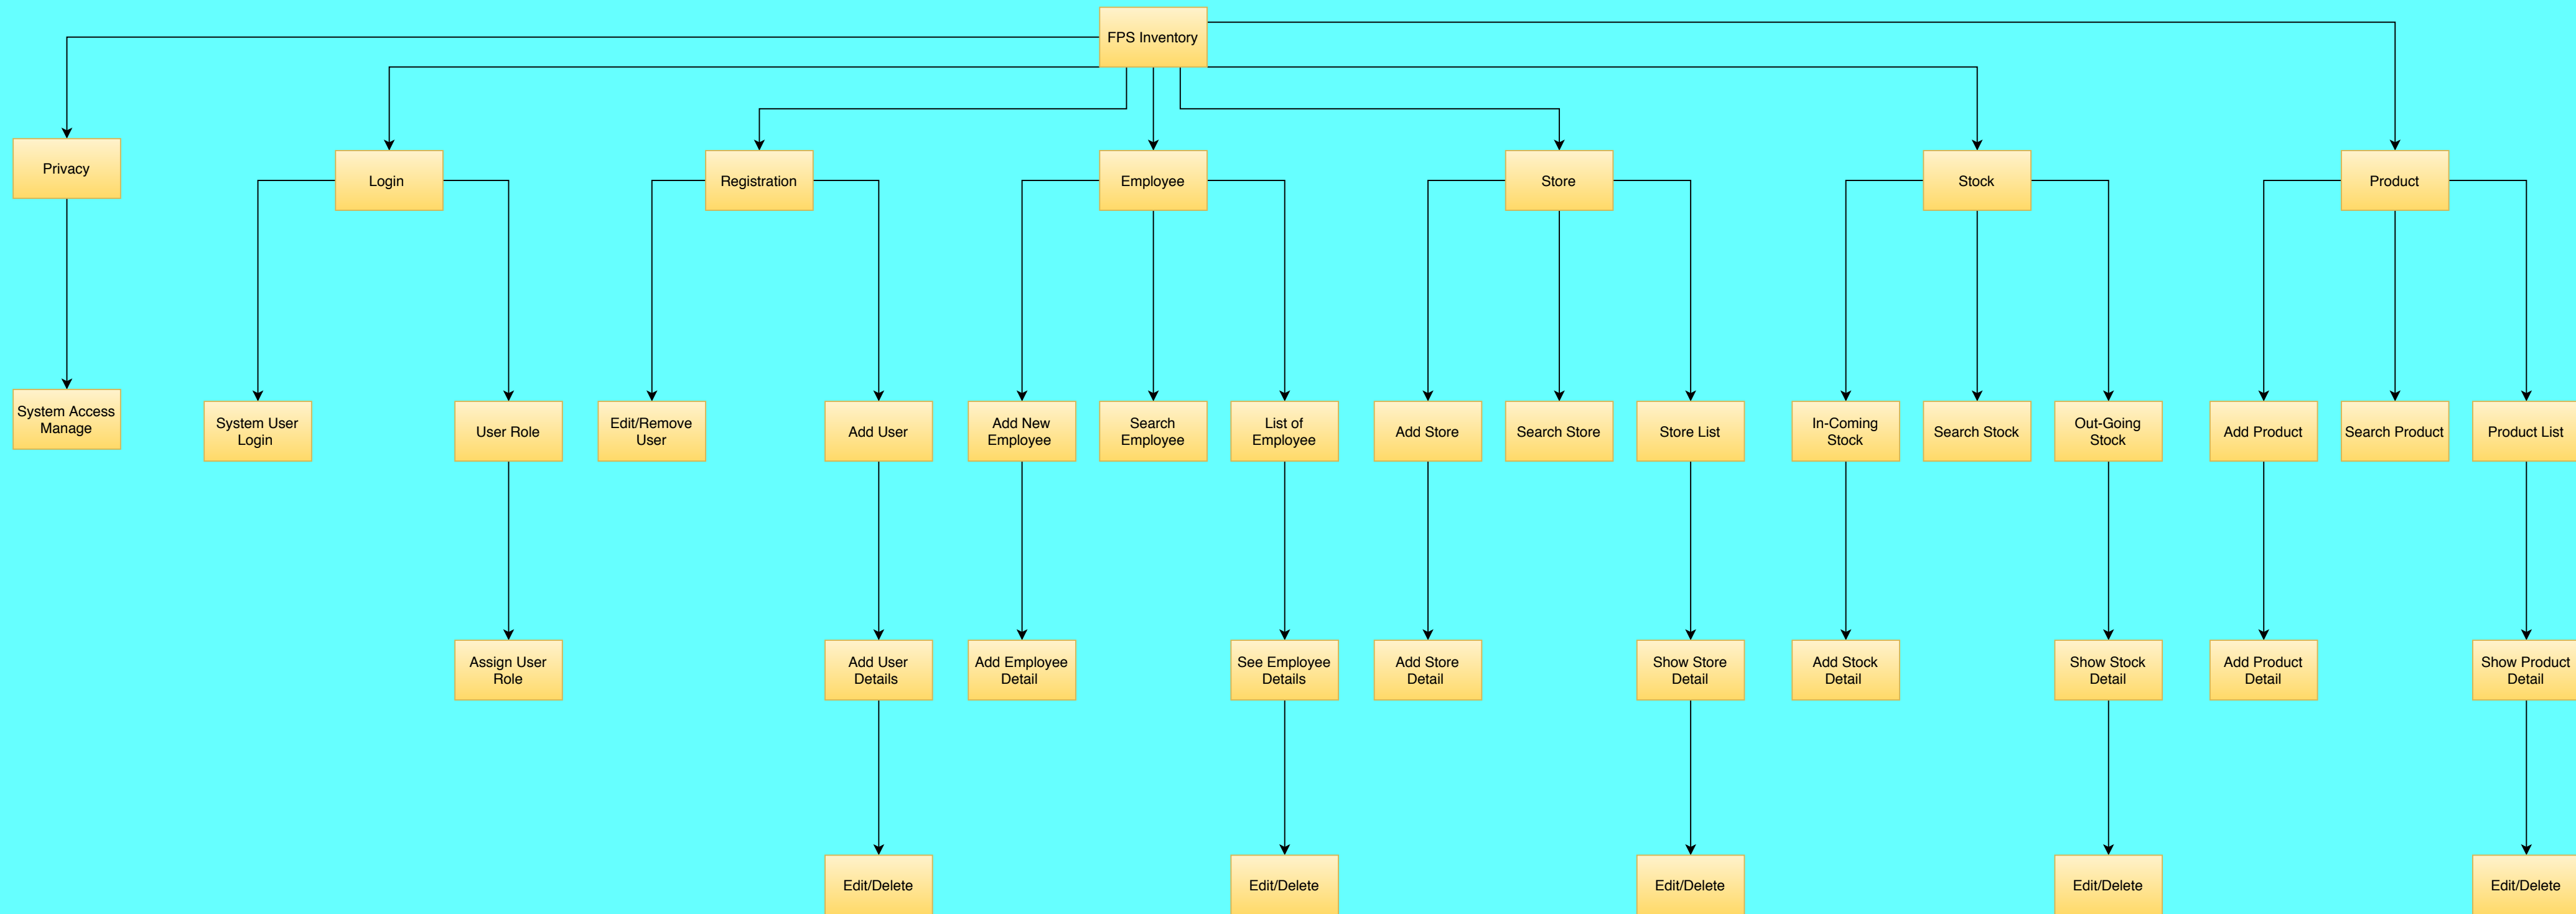 FPS Inventory
Privacy
Login
Registration
Employee
Store
Stock
Product
System Access
Manage
System User
Login
User Role
Edit/Remove
User
Add User
Add New
Employee
Search
Employee
List of
Employee
Add Store
Search Store
Store List
In-Coming
Stock
Search Stock
Out-Going
Stock
Add Product
Search Product
Product List
Assign User
Role
Add User
Details
Add Employee
Detail
See Employee
Details
Add Store
Detail
Show Store
Detail
Add Stock
Detail
Show Stock
Detail
Add Product
Detail
Show Product
Detail
Edit/Delete
Edit/Delete
Edit/Delete
Edit/Delete
Edit/Delete